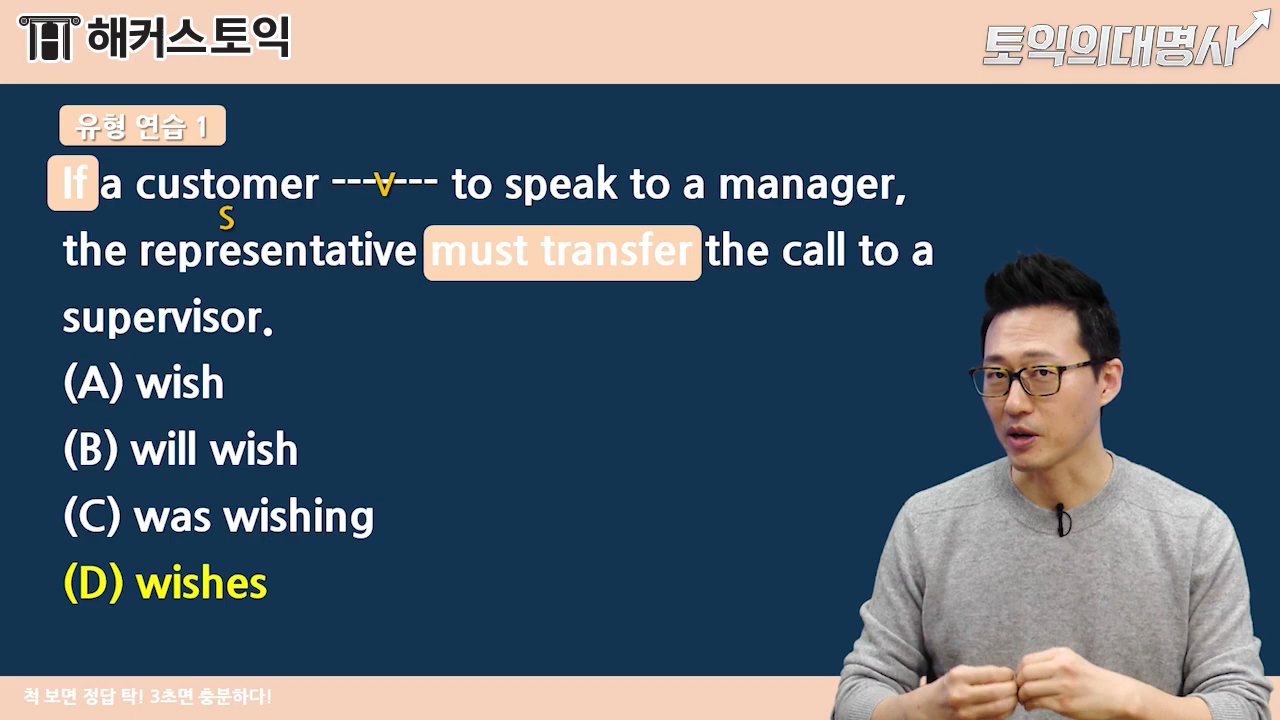 해커스토익
토익의대명사
유형 연습 1
If a customer ------- to speak to a manager,
V
S
the representative must transfer the call to a
supervisor.
(A) wish
(B) will wish
(C) was wishing
(D) wishes
척 보면 정답 탁! 3초면 충분하다!